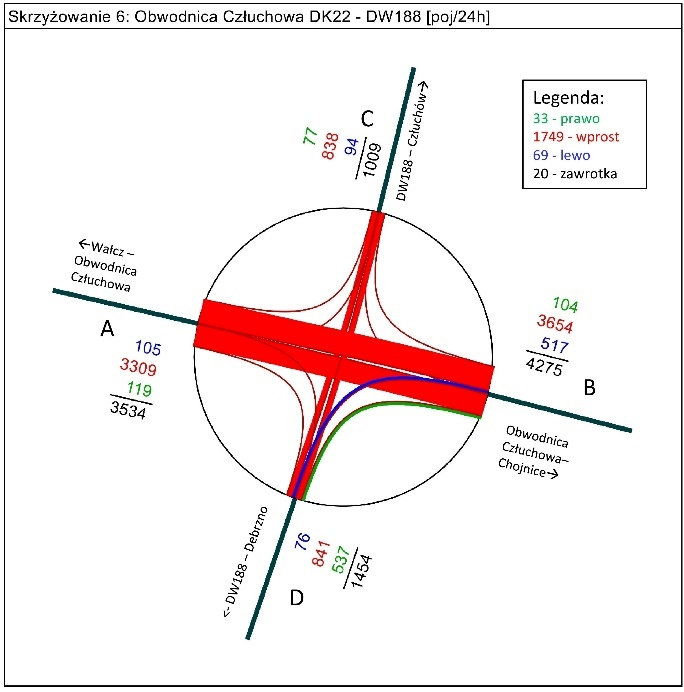 Skrzyżowanie 6: Obwodnica Człuchowa DK22 - DW188 [poj/24h]
Legenda:
33 - prawo
1749 - wprost
69 - lewo
20 - zawrotka
C
77
838
94
1009
DW188 – Człuchów→
←Wałcz –
Obwodnica
Człuchowa
A
105
3309
119
3534
104
3654
517
4275
B
Obwodnica
Człuchowa–
Chojnice→
<- DW188 – Debrzno
76
841
537
1454
D